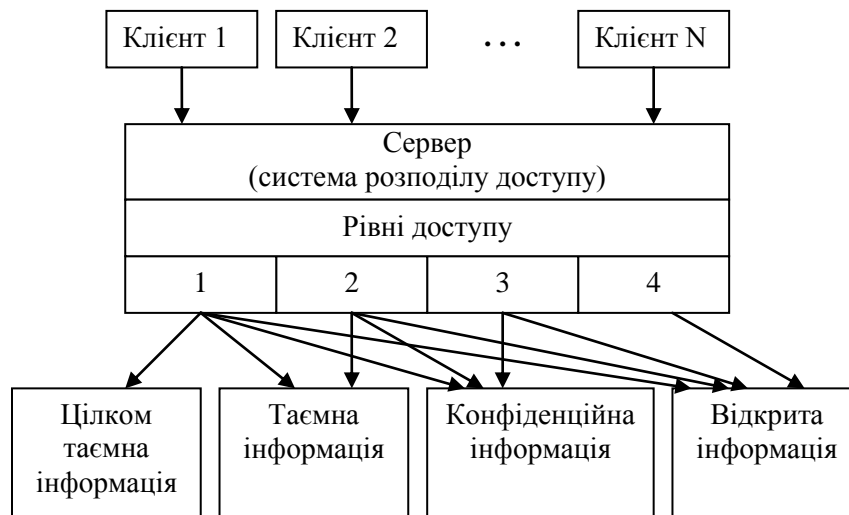 Клієнт 1
Клієнт 2
...
Клієнт N
Сервер
(система розподілу доступу)
Рівні доступу
1
2
3
4
Цілком
таємна
інформація
Таємна
інформація
Конфіденційна
інформація
Відкрита
інформація